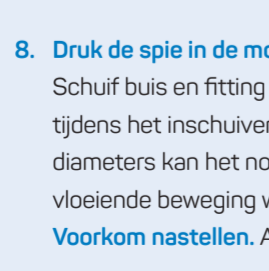 8. Druk de spie in de mo
Schuif buis en fitting
tijdens het inschuiver
diameters kan het no
vloeiende beweging v
Voorkom nastellen. A